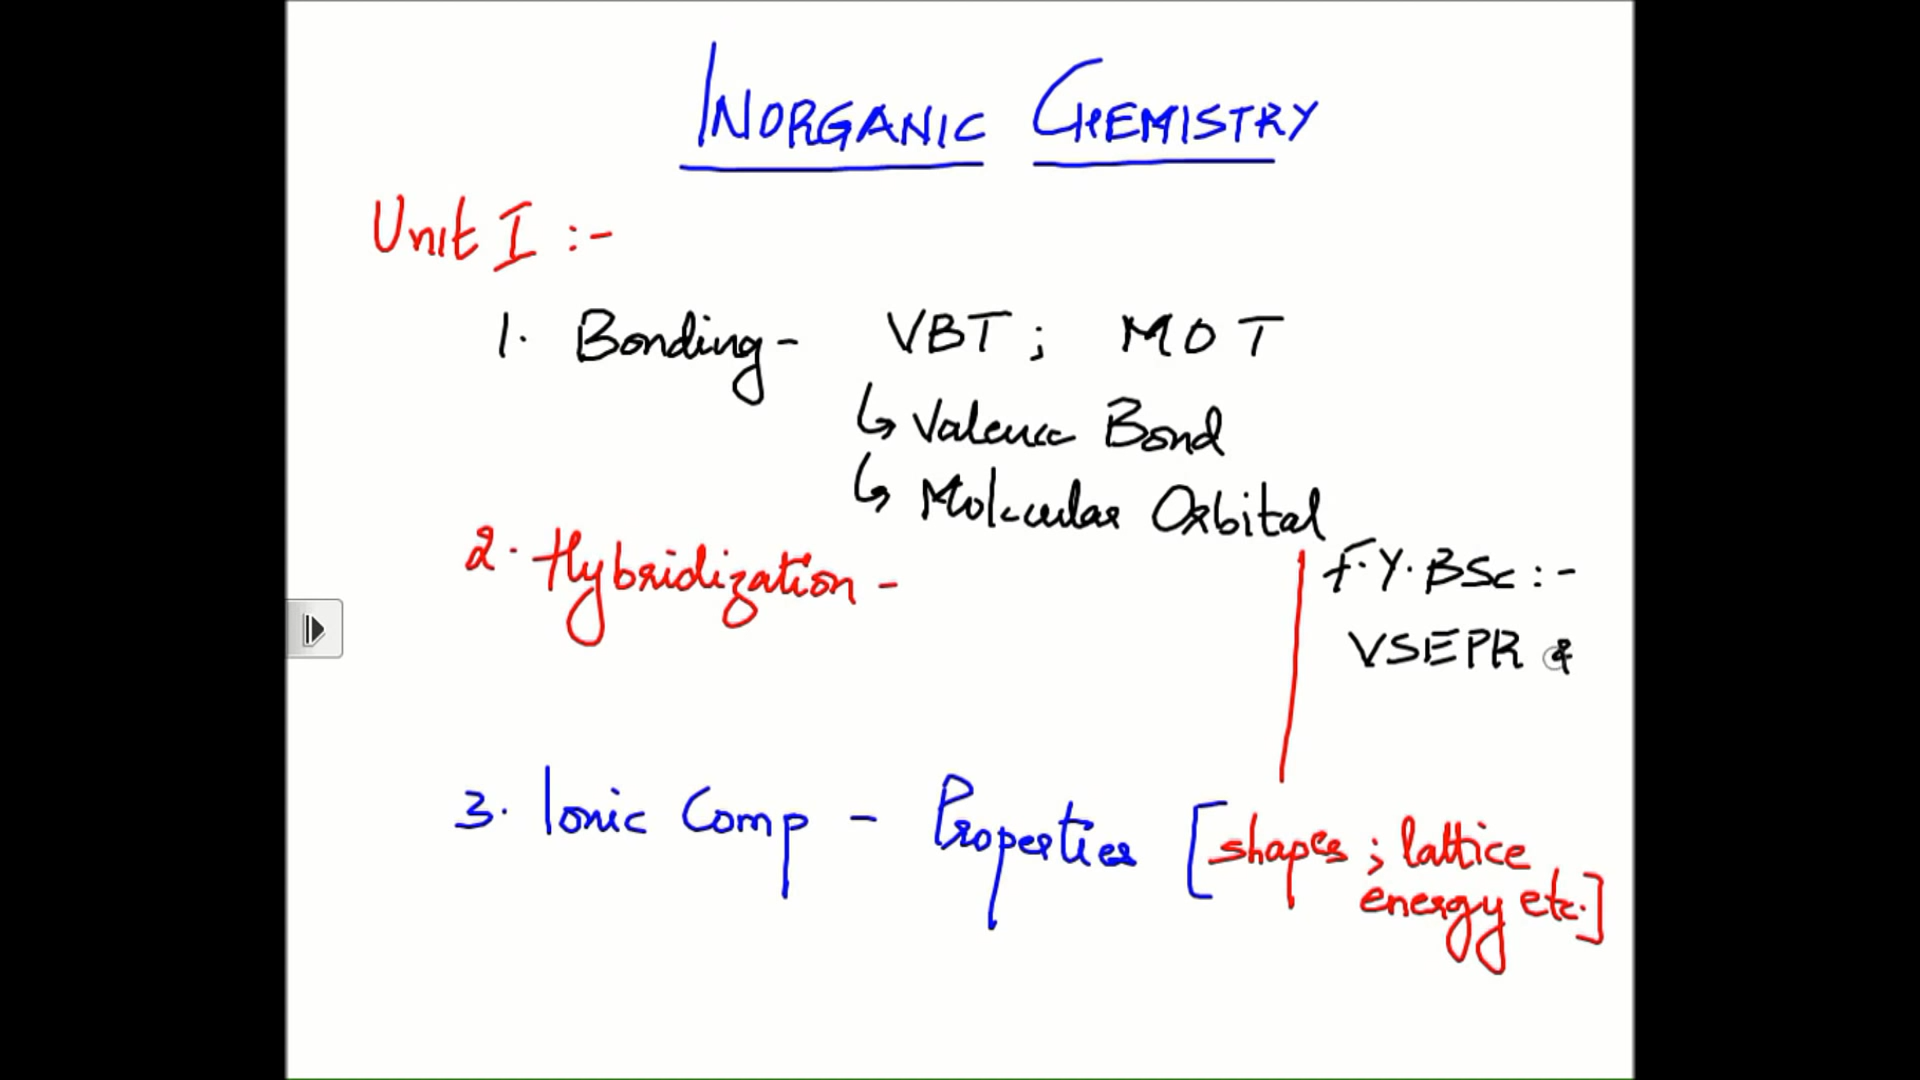 INORGANIC CHEMISTRY
Unit I :-
1. Bonding - VBT ; MOT
↳ Valence Bond
↳ Molecular Orbital
2. Hybridization -
F.Y.BSc :-
VSEPR &
3. Ionic Comp - Properties [shapes ; lattice
energy etc.]